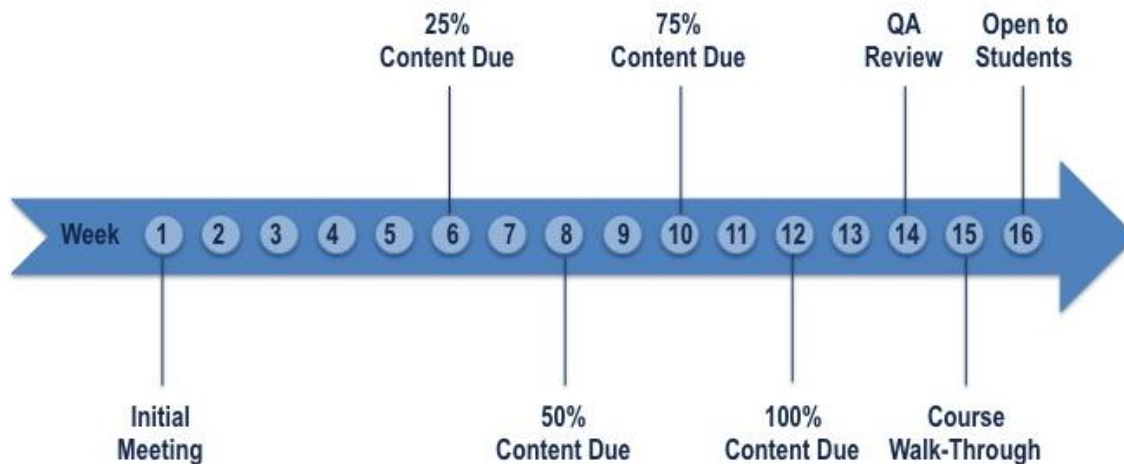 25%
Content Due
75%
Content Due
QA
Review
Open to
Students
Week 1 2 3 4 5 6 7 8 9 10 11 12 13 14 15 16
Initial
Meeting
50%
Content Due
100%
Content Due
Course
Walk-Through